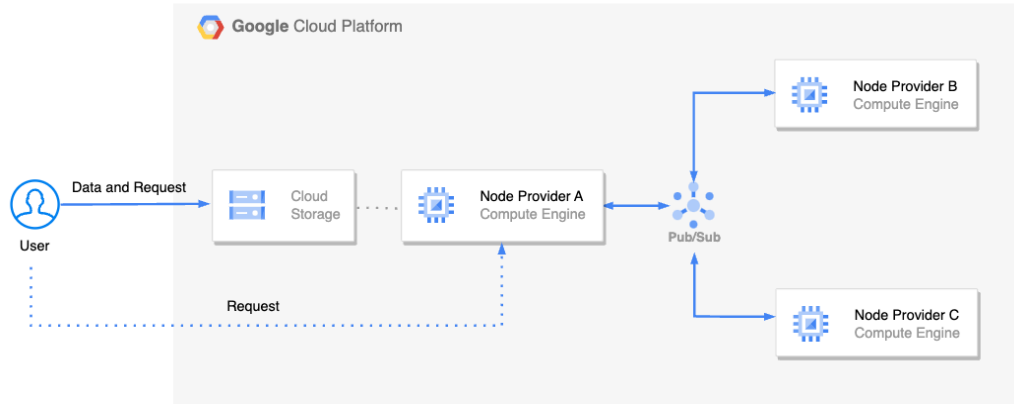 Google Cloud Platform
Node Provider B
Compute Engine
Data and Request
Cloud
Storage
Node Provider A
Compute Engine
User
Pub/Sub
Request
Node Provider C
Compute Engine